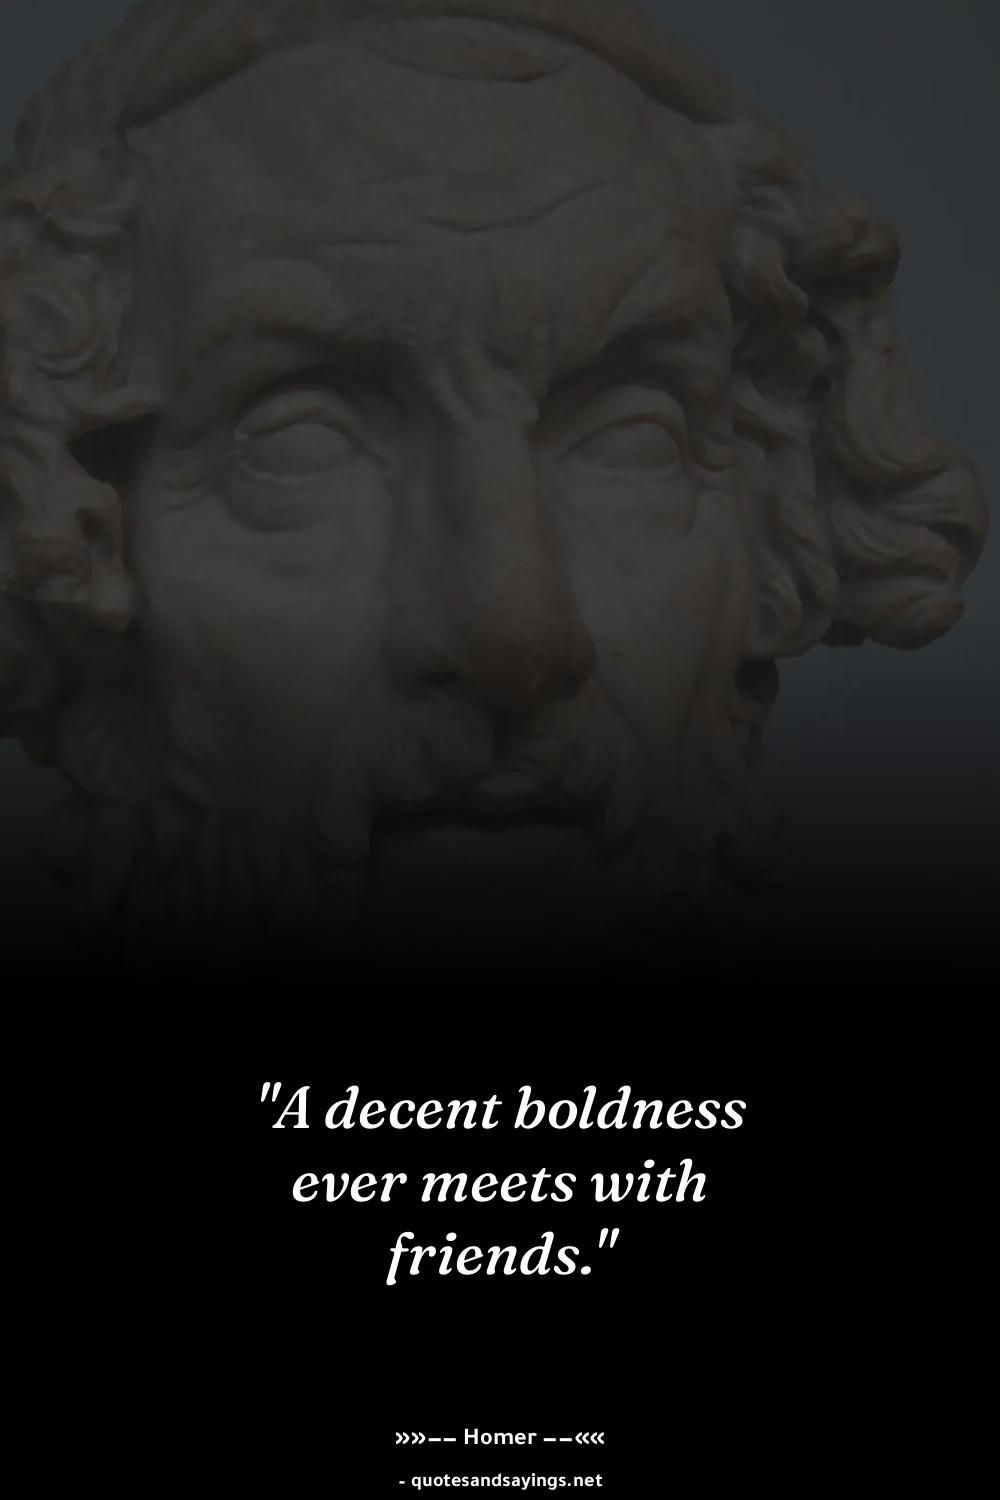 "A decent boldness
ever meets with
friends."
»»–– Homer ––««
- quotesandsayings.net